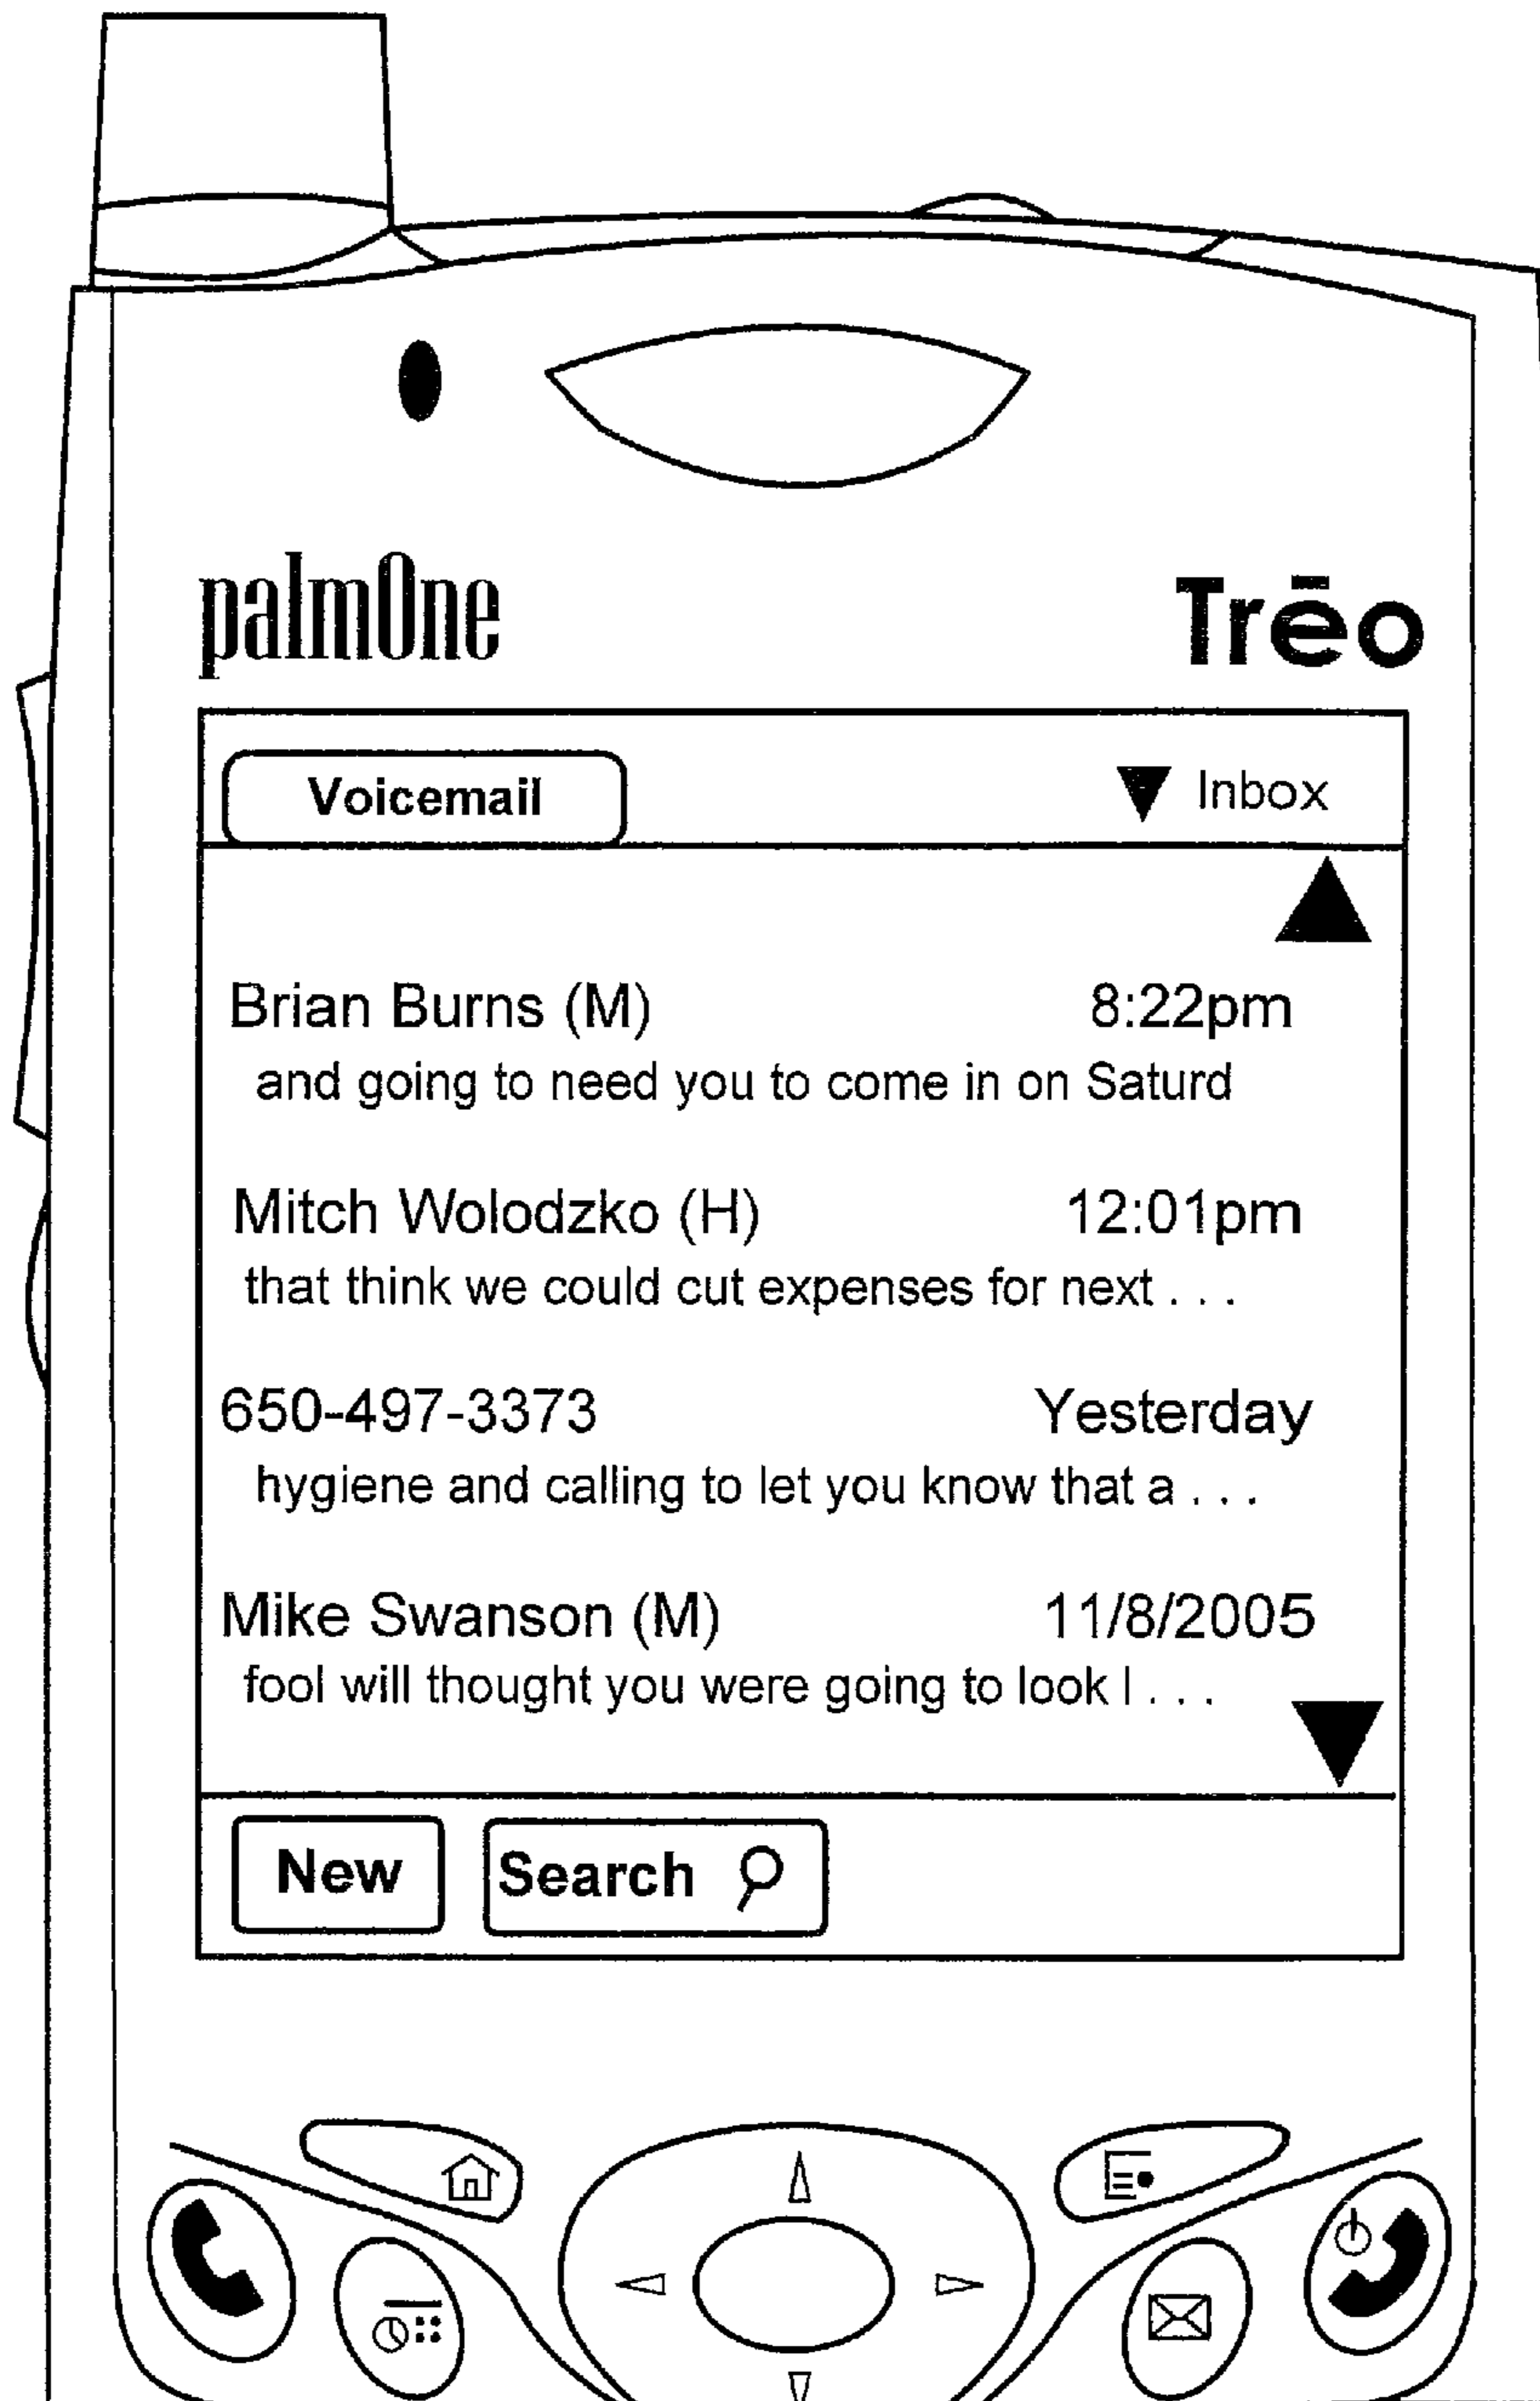 palmOne Trēo
Voicemail Inbox
Brian Burns (M) 8:22pm
and going to need you to come in on Saturd
Mitch Wolodzko (H) 12:01pm
that think we could cut expenses for next . . .
650-497-3373 Yesterday
hygiene and calling to let you know that a . . .
Mike Swanson (M) 11/8/2005
fool will thought you were going to look l . . .
New Search